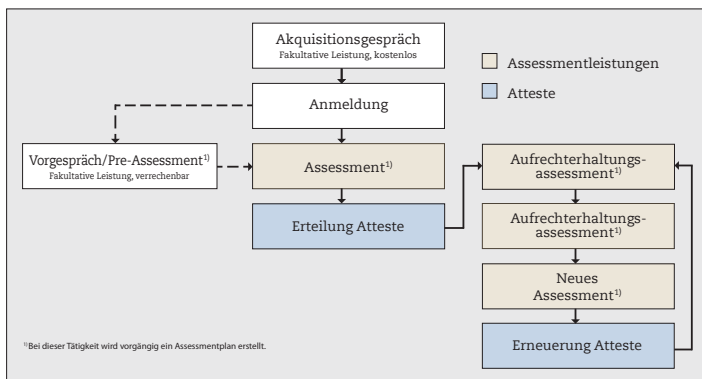 Akquisitionsgespräch
Fakultative Leistung, kostenlos
Assessmentleistungen
Atteste
Anmeldung
Vorgespräch/Pre-Assessment¹⁾
Fakultative Leistung, verrechenbar
Assessment¹⁾
Erteilung Atteste
Aufrechterhaltungs-
assessment¹⁾
Aufrechterhaltungs-
assessment¹⁾
Neues
Assessment¹⁾
Erneuerung Atteste
¹⁾Bei dieser Tätigkeit wird vorgängig ein Assessmentplan erstellt.